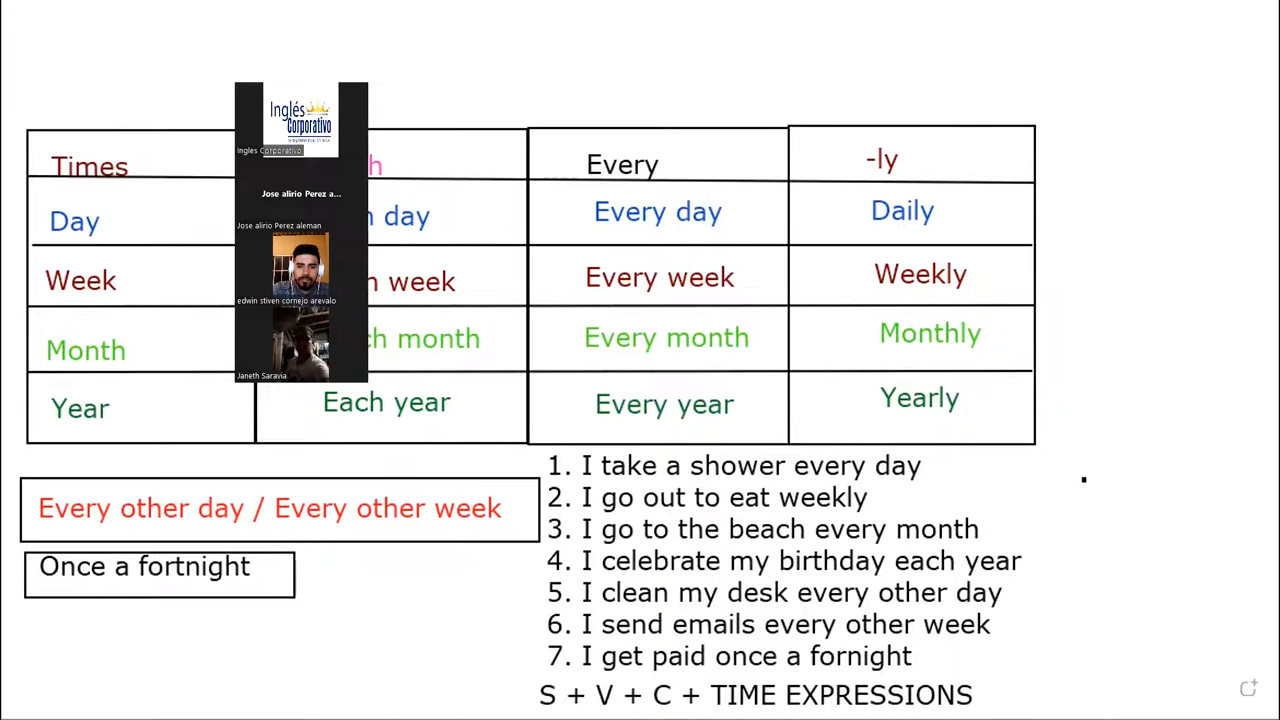 Inglés
Corporativo
Ingles Corporativo
Jose alirio Perez a...
Jose alirio Perez aleman
edwin stiven cornejo arevalo
Janeth Saravia
Times h Every -ly
Day day Every day Daily
Week week Every week Weekly
Month ch month Every month Monthly
Year Each year Every year Yearly
Every other day / Every other week
Once a fortnight
1. I take a shower every day
2. I go out to eat weekly
3. I go to the beach every month
4. I celebrate my birthday each year
5. I clean my desk every other day
6. I send emails every other week
7. I get paid once a fornight
S + V + C + TIME EXPRESSIONS